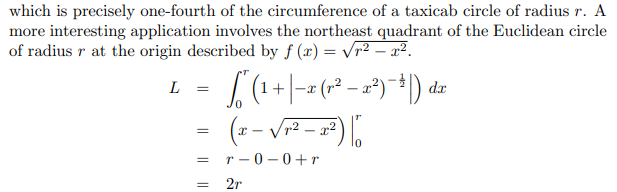 which is precisely one-fourth of the circumference of a taxicab circle of radius r. A
more interesting application involves the northeast quadrant of the Euclidean circle
of radius r at the origin described by f (x) = √(r² − x²).
L = ∫₀ʳ (1 + |−x (r² − x²)^(−1/2)|) dx
= (x − √(r² − x²)) |₀ʳ
= r − 0 − 0 + r
= 2r